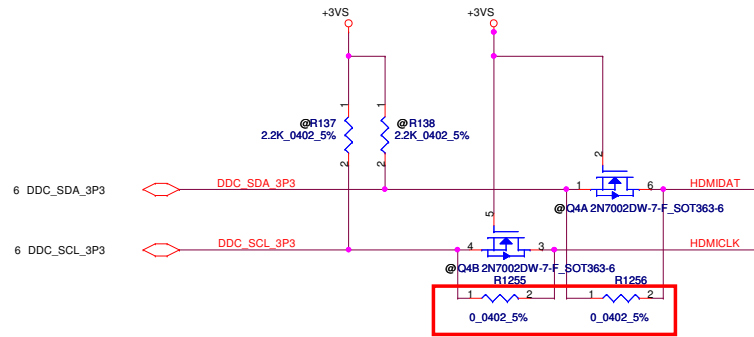 +3VS
+3VS
1
1
@R137
2.2K_0402_5%
@R138
2.2K_0402_5%
2
2
2
6 DDC_SDA_3P3
DDC_SDA_3P3
1
6
HDMIDAT
@Q4A 2N7002DW-7-F_SOT363-6
5
6 DDC_SCL_3P3
DDC_SCL_3P3
4
3
HDMICLK
@Q4B 2N7002DW-7-F_SOT363-6
R1255
R1256
1
2
1
2
0_0402_5%
0_0402_5%